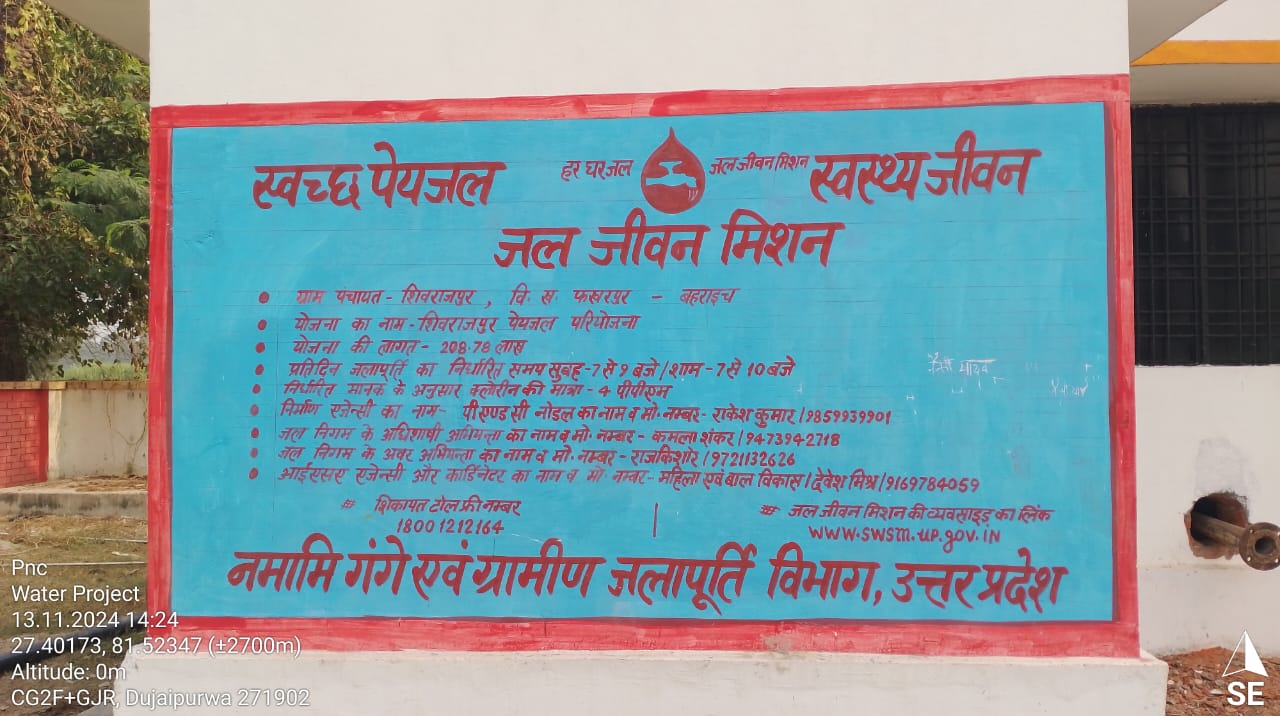 स्वच्छ पेयजल हर घर जल जल जीवन मिशन स्वस्थ्य जीवन
जल जीवन मिशन
ग्राम पंचायत - शिवराजपुर , वि. स. फखरपुर - बहराइच
योजना का नाम - शिवराजपुर पेयजल परियोजना
योजना की लागत - 208.78 लाख
प्रतिदिन जलापूर्ति का निर्धारित समय सुबह - 7 से 9 बजे / शाम - 7 से 10 बजे
निर्धारित मानक के अनुसार क्लोरीन की मात्रा - 4 पीपीएम
निर्माण एजेन्सी का नाम- पी एण्ड सी नोडल का नाम व मो. नम्बर- राकेश कुमार / 9859939901
जल निगम के अधिशाषी अभियन्ता का नाम व मो. नम्बर - कमला शंकर / 9473942718
जल निगम के अवर अभियन्ता का नाम व मो. नम्बर - राजकिशोर / 9721132626
आईएसए एजेन्सी और कार्डिनेटर का नाम व मो. नम्बर- महिला एवं बाल विकास / देवेश मिश्र / 9169784059
# शिकायत टोल फ्री नम्बर
18001212164
# जल जीवन मिशन की व्यवसाइड का लिंक
www.swsm.up.gov.IN
नमामि गंगे एवं ग्रामीण जलापूर्ति विभाग, उत्तर प्रदेश
Pnc
Water Project
13.11.2024 14:24
27.40173, 81.52347 (±2700m)
Altitude: 0m
CG2F+GJR, Dujaipurwa 271902
SE